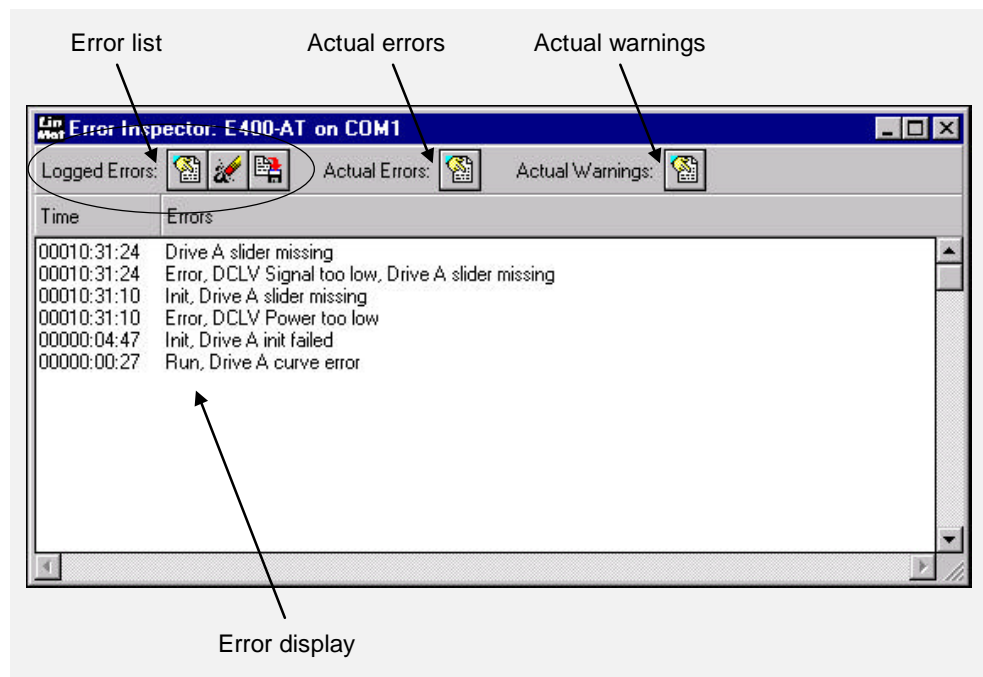 Error list Actual errors Actual warnings
Lin Mot Error Inspector: E400-AT on COM1
Logged Errors: Actual Errors: Actual Warnings:
Time Errors
00010:31:24 Drive A slider missing
00010:31:24 Error, DCLV Signal too low, Drive A slider missing
00010:31:10 Init, Drive A slider missing
00010:31:10 Error, DCLV Power too low
00000:04:47 Init, Drive A init failed
00000:00:27 Run, Drive A curve error
Error display